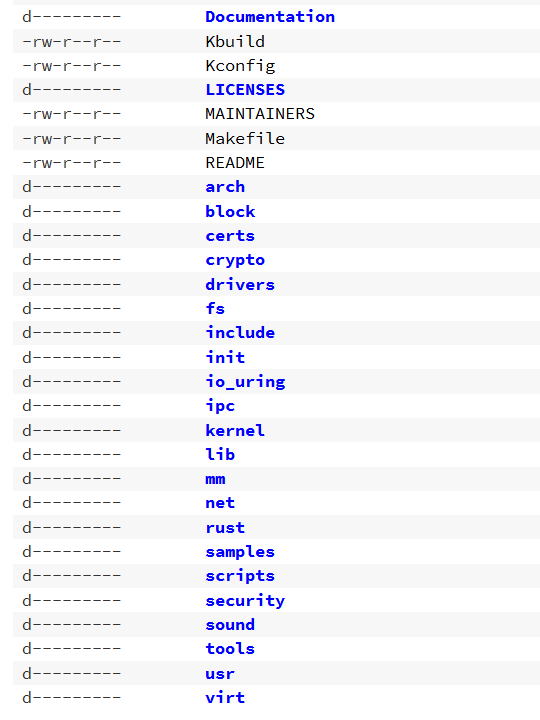 d--------- Documentation
-rw-r--r-- Kbuild
-rw-r--r-- Kconfig
d--------- LICENSES
-rw-r--r-- MAINTAINERS
-rw-r--r-- Makefile
-rw-r--r-- README
d--------- arch
d--------- block
d--------- certs
d--------- crypto
d--------- drivers
d--------- fs
d--------- include
d--------- init
d--------- io_uring
d--------- ipc
d--------- kernel
d--------- lib
d--------- mm
d--------- net
d--------- rust
d--------- samples
d--------- scripts
d--------- security
d--------- sound
d--------- tools
d--------- usr
d--------- virt